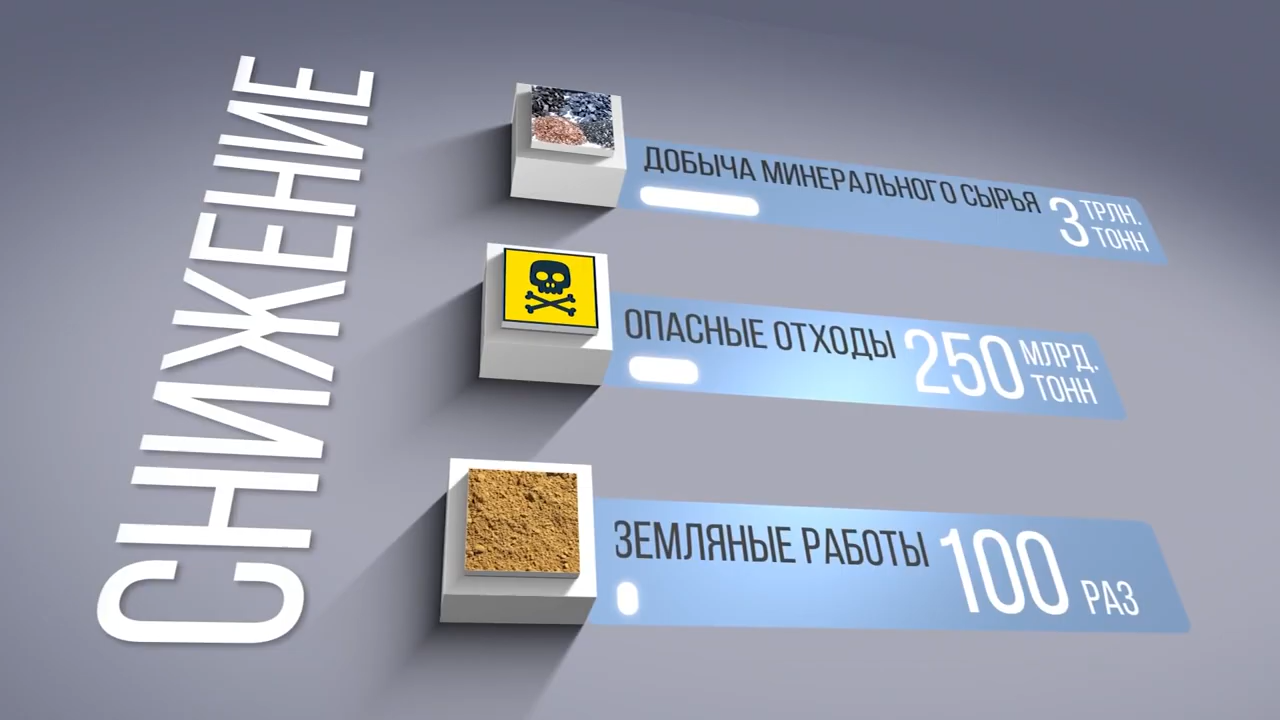 СНИЖЕНИЕ
ДОБЫЧА МИНЕРАЛЬНОГО СЫРЬЯ 3 ТРЛН. ТОНН
ОПАСНЫЕ ОТХОДЫ 250 МЛРД. ТОНН
ЗЕМЛЯНЫЕ РАБОТЫ 100 РАЗ